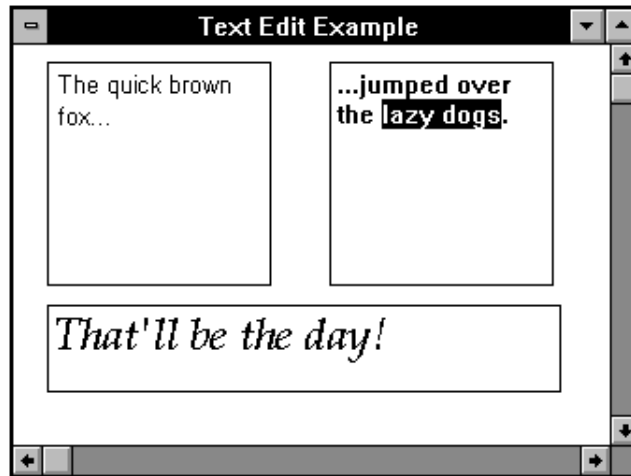 Text Edit Example
The quick brown
fox...
...jumped over
the lazy dogs.
That'll be the day!